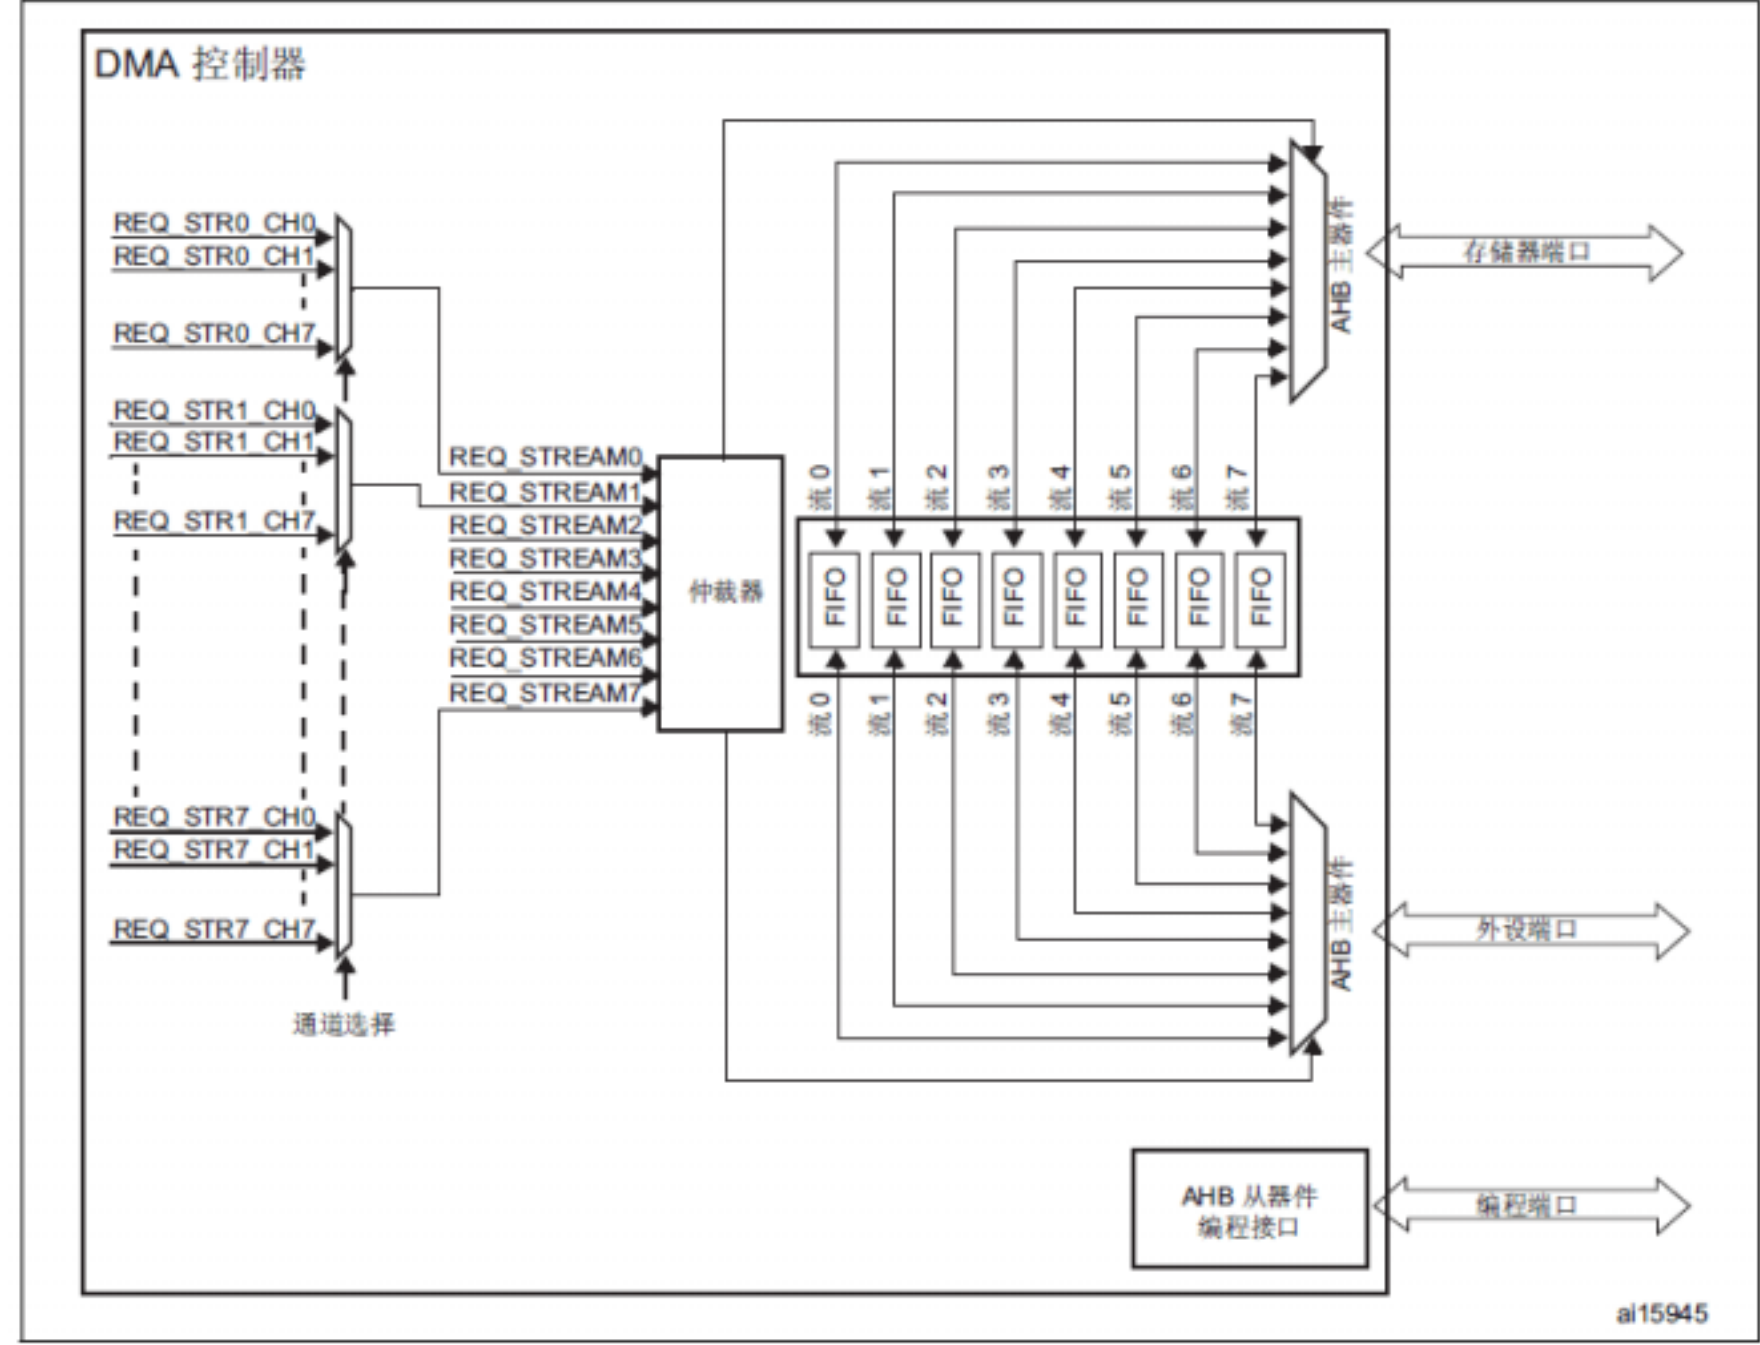 DMA 控制器
REQ_STR0_CH0
REQ_STR0_CH1
REQ_STR0_CH7
REQ_STR1_CH0
REQ_STR1_CH1
REQ_STR1_CH7
REQ_STR7_CH0
REQ_STR7_CH1
REQ_STR7_CH7
通道选择
REQ_STREAM0
REQ_STREAM1
REQ_STREAM2
REQ_STREAM3
REQ_STREAM4
REQ_STREAM5
REQ_STREAM6
REQ_STREAM7
仲裁器
流 0
流 1
流 2
流 3
流 4
流 5
流 6
流 7
FIFO
FIFO
FIFO
FIFO
FIFO
FIFO
FIFO
FIFO
流 0
流 1
流 2
流 3
流 4
流 5
流 6
流 7
AHB 主器件
存储器端口
AHB 主器件
外设端口
AHB 从器件
编程接口
编程端口
ai15945